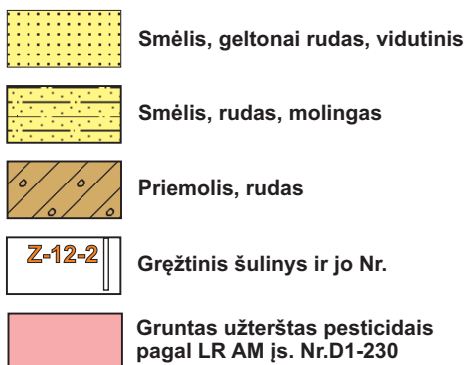 Smėlis, geltonai rudas, vidutinis
Smėlis, rudas, molingas
Priemolis, rudas
Z-12-2
Gręžtinis šulinys ir jo Nr.
Gruntas užterštas pesticidais
pagal LR AM įs. Nr.D1-230